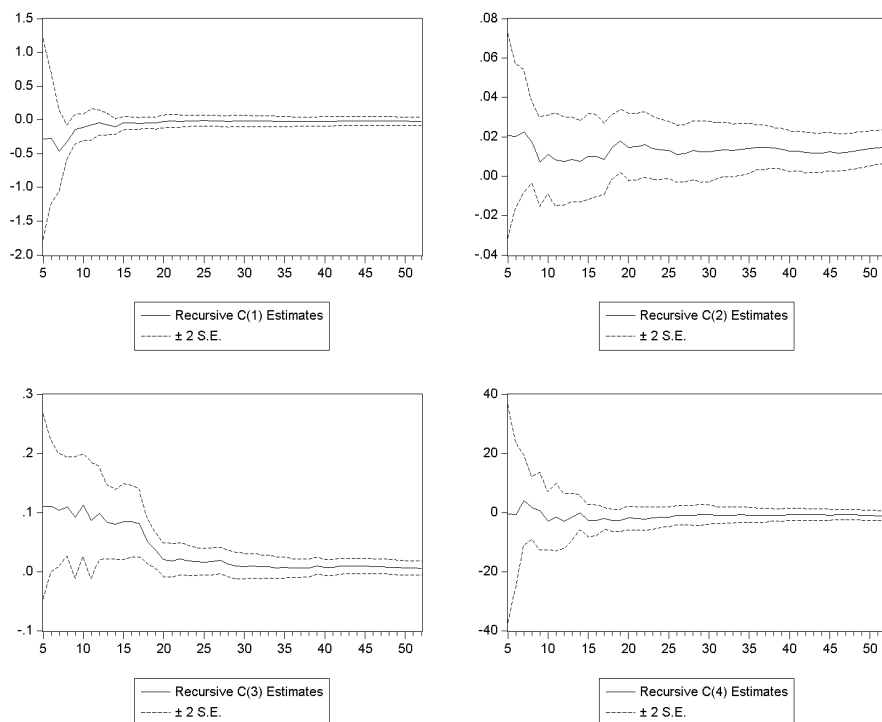 1.5
1.0
0.5
0.0
-0.5
-1.0
-1.5
-2.0
5 10 15 20 25 30 35 40 45 50
Recursive C(1) Estimates
± 2 S.E.
.08
.06
.04
.02
.00
-.02
-.04
5 10 15 20 25 30 35 40 45 50
Recursive C(2) Estimates
± 2 S.E.
.3
.2
.1
.0
-.1
5 10 15 20 25 30 35 40 45 50
Recursive C(3) Estimates
± 2 S.E.
40
20
0
-20
-40
5 10 15 20 25 30 35 40 45 50
Recursive C(4) Estimates
± 2 S.E.